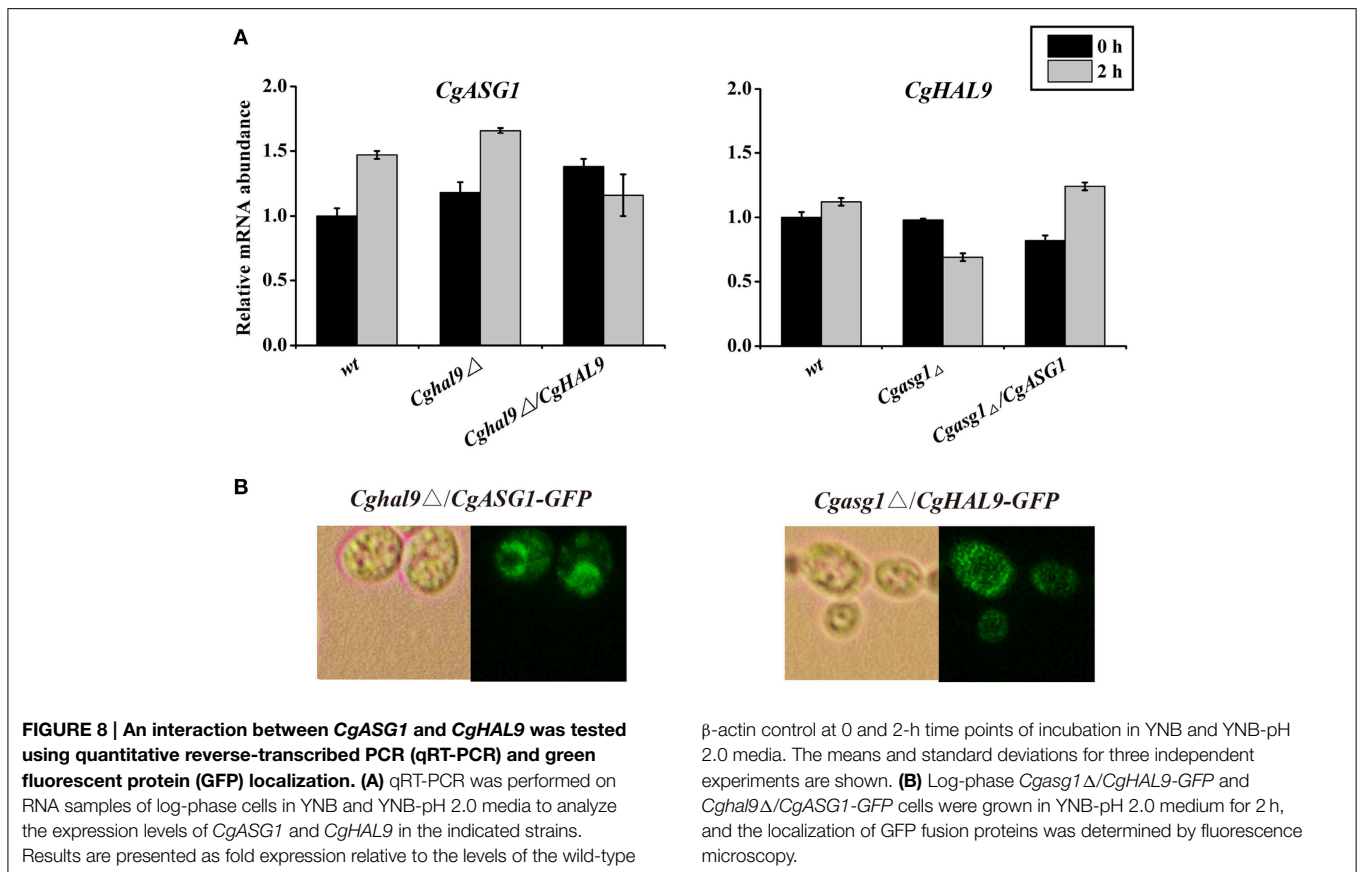 A
0 h
2 h
CgASG1
Relative mRNA abundance
2.0
1.5
1.0
0.5
0.0
wt
Cghal9△
Cghal9△/CgHAL9
CgHAL9
2.0
1.5
1.0
0.5
0.0
wt
Cgasg1△
Cgasg1△/CgASG1
B
Cghal9△/CgASG1-GFP
Cgasg1△/CgHAL9-GFP
FIGURE 8 | An interaction between CgASG1 and CgHAL9 was tested
using quantitative reverse-transcribed PCR (qRT-PCR) and green
fluorescent protein (GFP) localization. (A) qRT-PCR was performed on
RNA samples of log-phase cells in YNB and YNB-pH 2.0 media to analyze
the expression levels of CgASG1 and CgHAL9 in the indicated strains.
Results are presented as fold expression relative to the levels of the wild-type
β-actin control at 0 and 2-h time points of incubation in YNB and YNB-pH
2.0 media. The means and standard deviations for three independent
experiments are shown. (B) Log-phase Cgasg1Δ/CgHAL9-GFP and
Cghal9Δ/CgASG1-GFP cells were grown in YNB-pH 2.0 medium for 2 h,
and the localization of GFP fusion proteins was determined by fluorescence
microscopy.